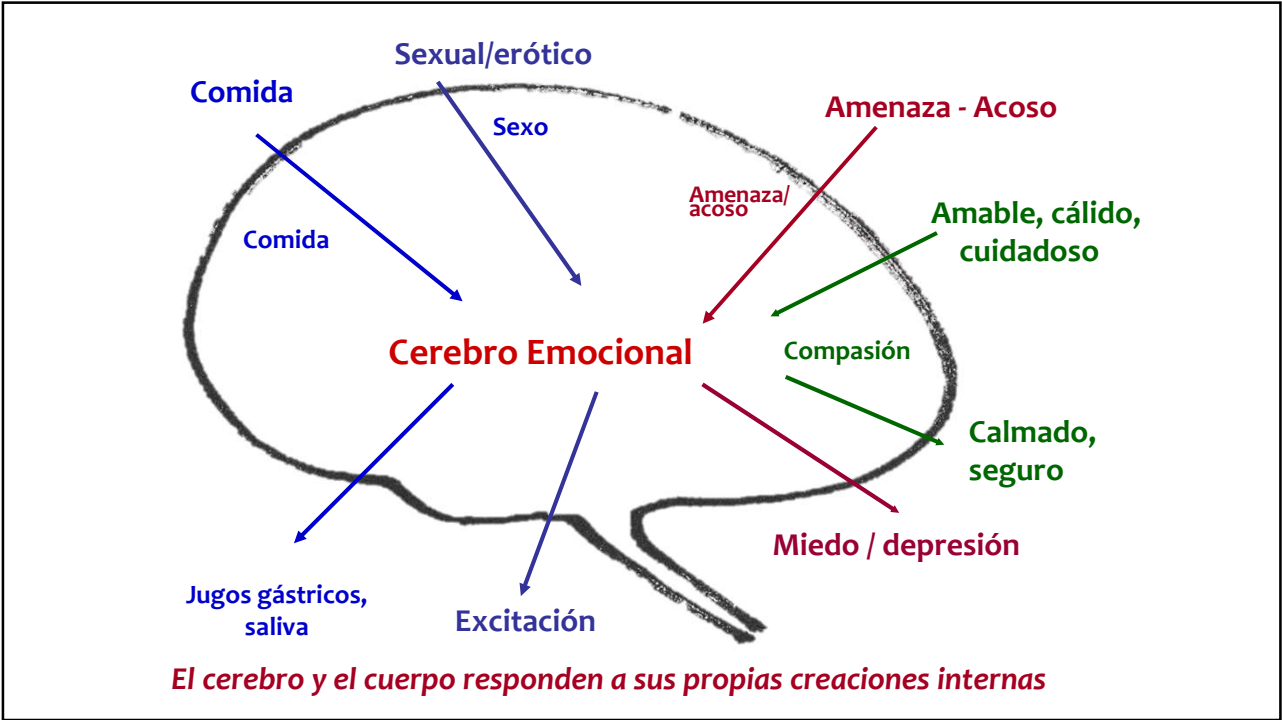 Sexual/erótico
Comida
Amenaza - Acoso
Sexo
Amenaza/
acoso
Amable, cálido,
cuidadoso
Comida
Cerebro Emocional
Compasión
Calmado,
seguro
Miedo / depresión
Jugos gástricos,
saliva
Excitación
El cerebro y el cuerpo responden a sus propias creaciones internas